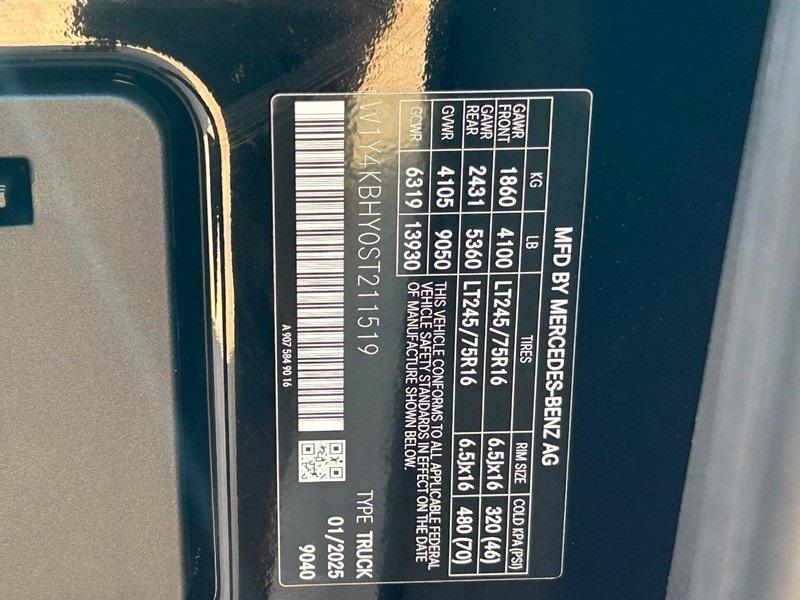 MFD BY MERCEDES-BENZ AG
KG LB TIRES RIM SIZE COLD KPA(PSI)
GAWR FRONT 1860 4100 LT245/75R16 6.5Jx16 320 (46)
GAWR REAR 2431 5360 LT245/75R16 6.5Jx16 480 (70)
GVWR 4105 9050
GCWR 6319 13930
THIS VEHICLE CONFORMS TO ALL APPLICABLE FEDERAL
VEHICLE SAFETY STANDARDS IN EFFECT ON THE DATE
OF MANUFACTURE SHOWN BELOW.
W1Y4KBHY0ST211519 TYPE TRUCK
01/2025
A 907 584 90 16 9040